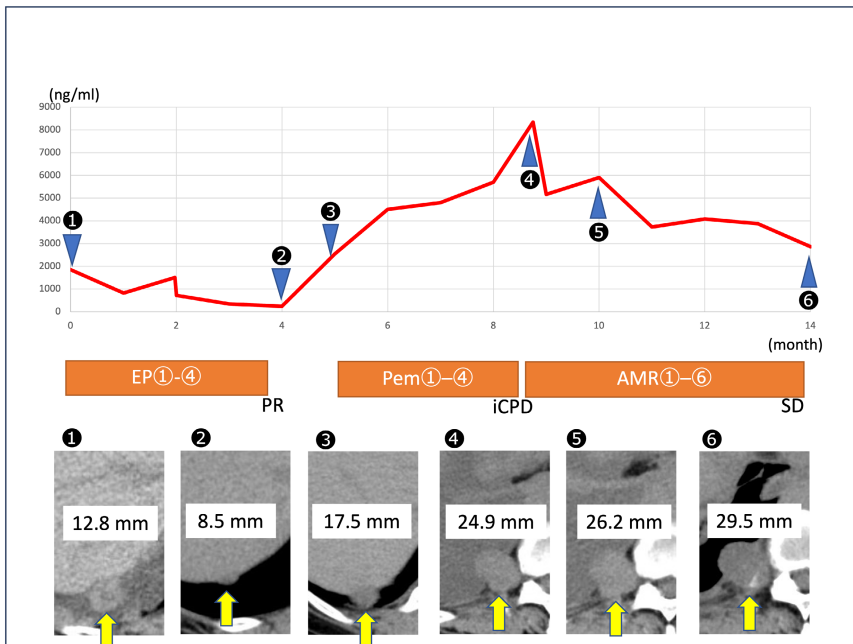 (ng/ml)
9000
8000
7000
6000
5000
4000
3000
2000
1000
0
❶
❷
❸
❹
❺
❻
0 2 4 6 8 10 12 14
(month)
EP①-④ Pem①–④ AMR①–⑥
PR iCPD SD
❶ ❷ ❸ ❹ ❺ ❻
12.8 mm 8.5 mm 17.5 mm 24.9 mm 26.2 mm 29.5 mm